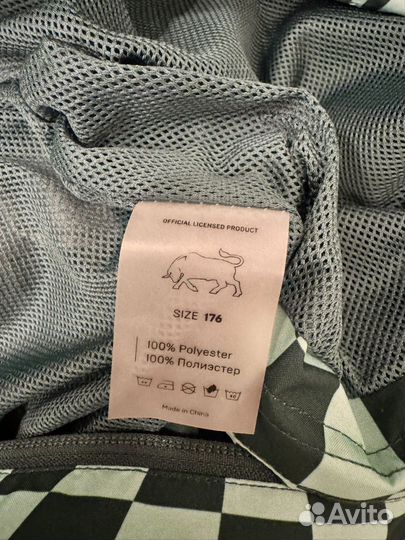 OFFICIAL LICENSED PRODUCT
SIZE 176
100% Polyester
100% Полиэстер
Made in China
Avito